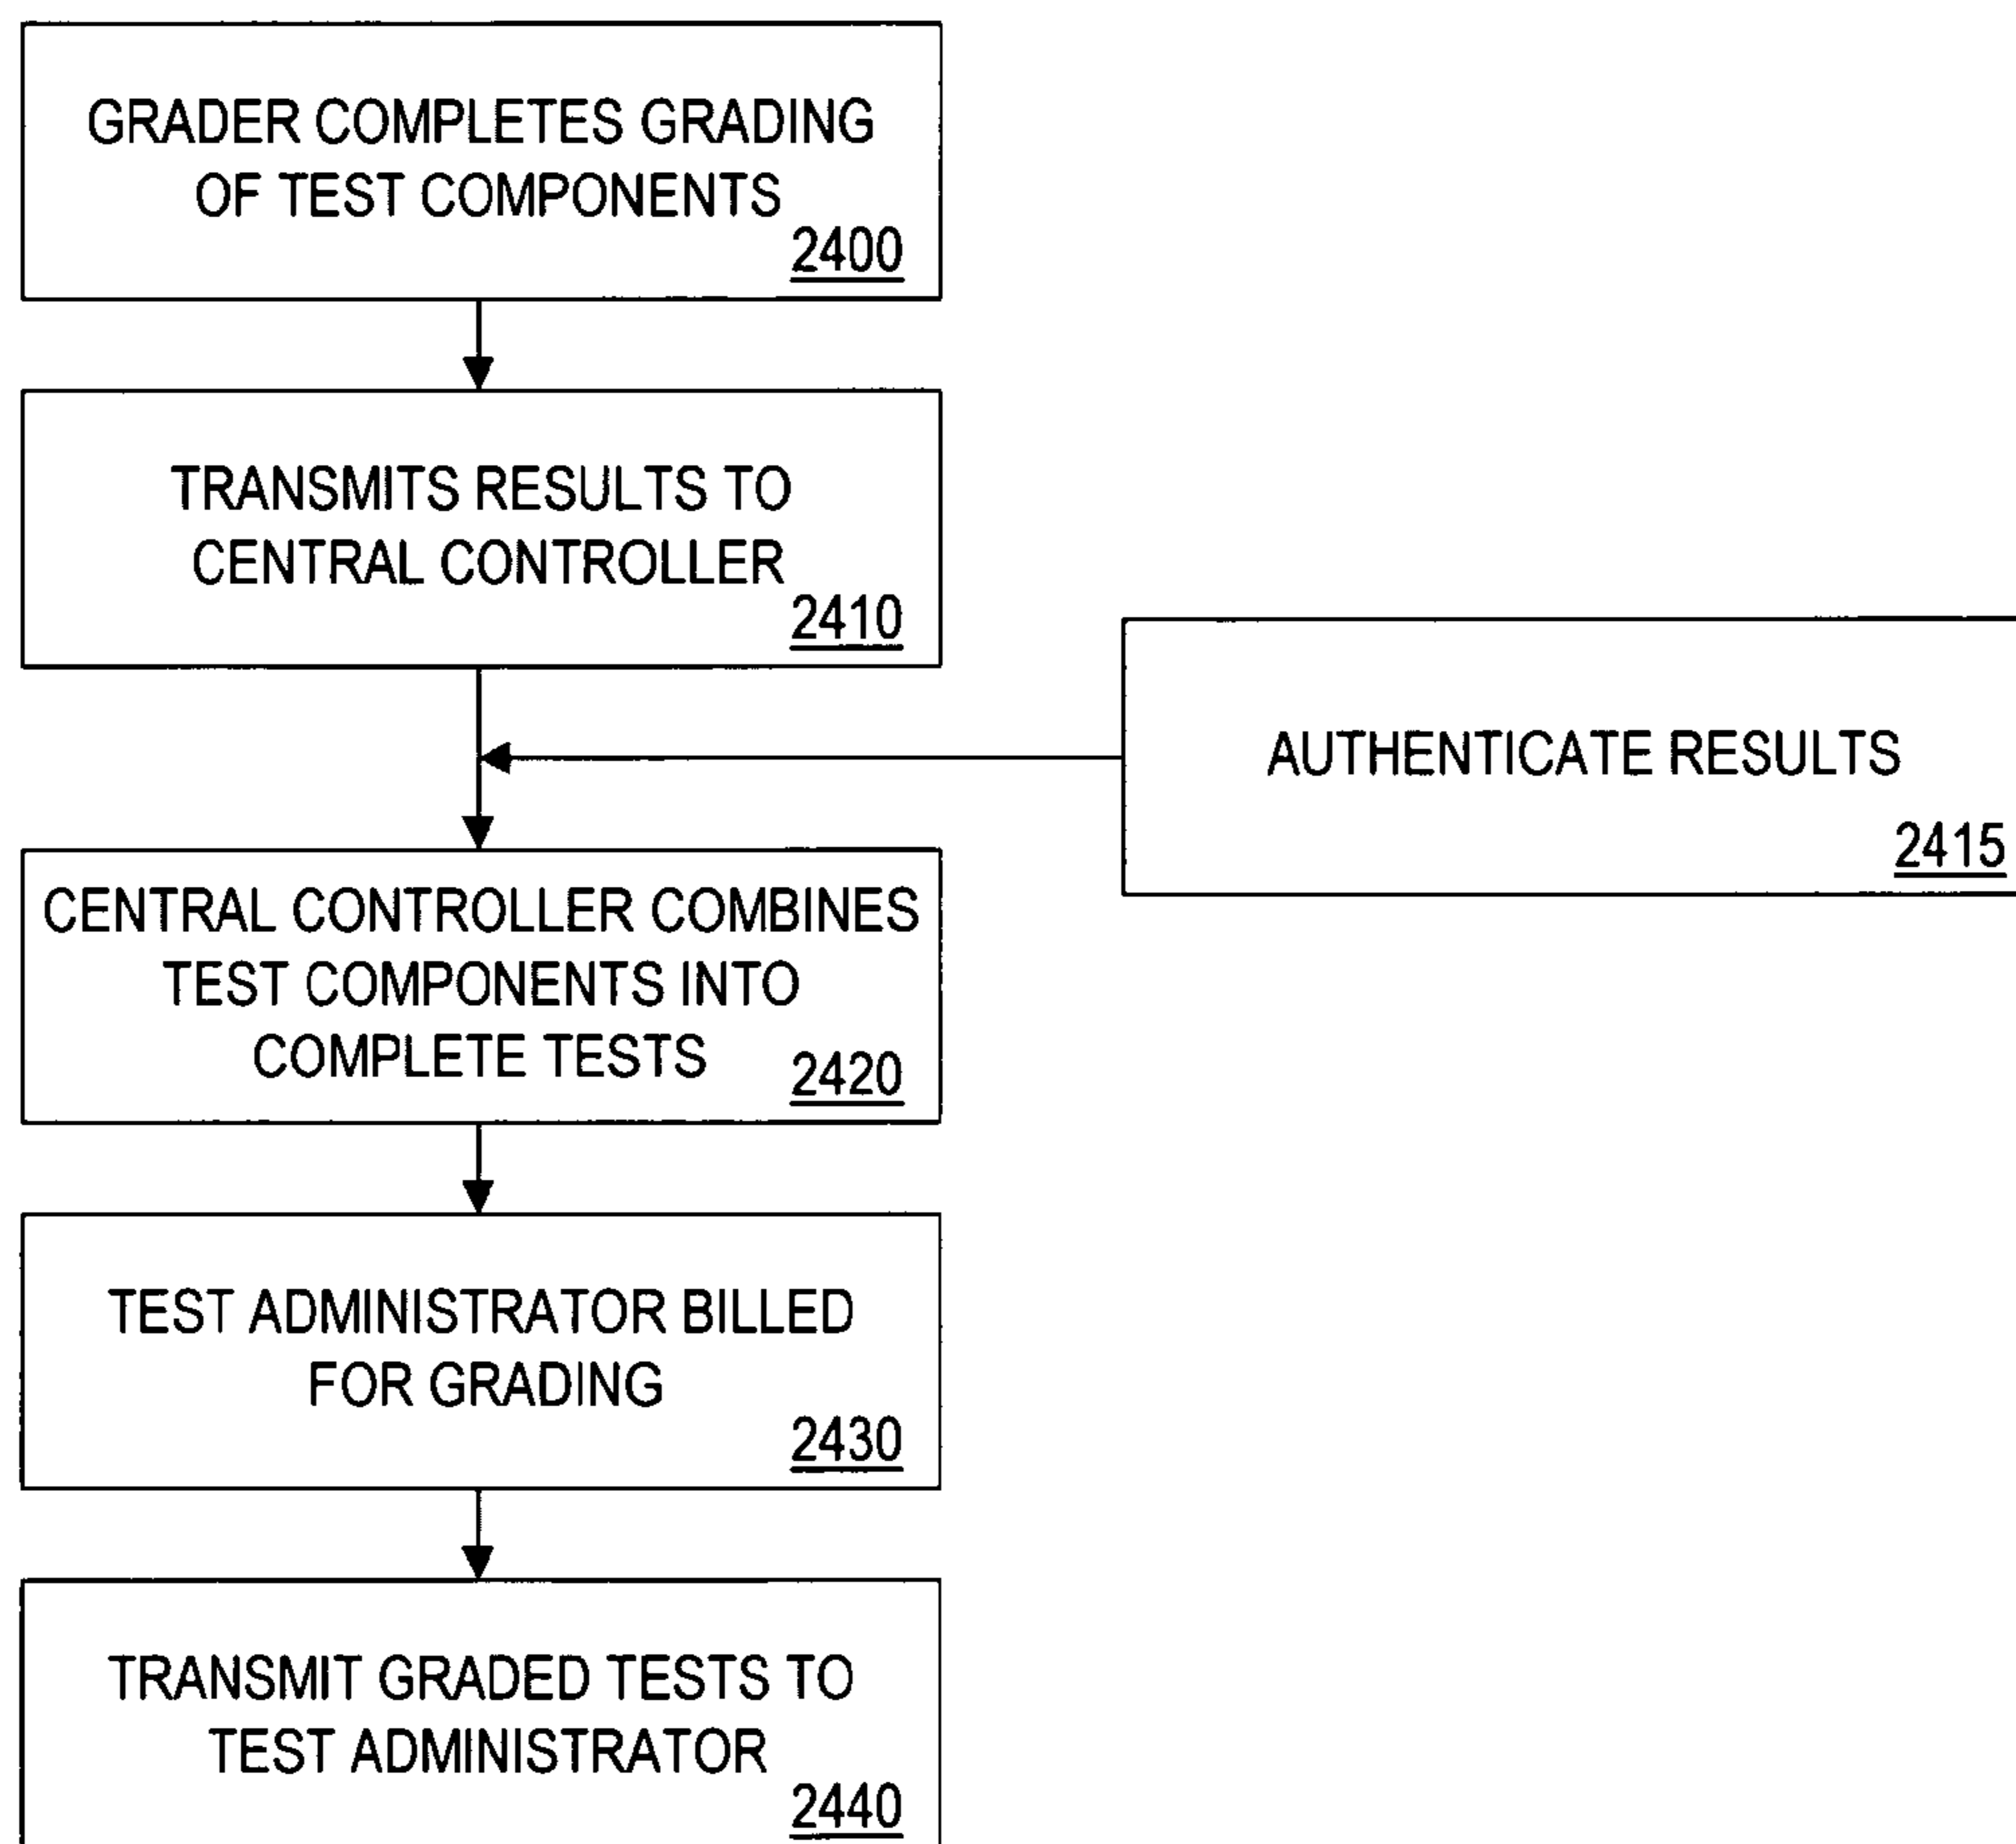 GRADER COMPLETES GRADING
OF TEST COMPONENTS
2400
TRANSMITS RESULTS TO
CENTRAL CONTROLLER
2410
AUTHENTICATE RESULTS
2415
CENTRAL CONTROLLER COMBINES
TEST COMPONENTS INTO
COMPLETE TESTS
2420
TEST ADMINISTRATOR BILLED
FOR GRADING
2430
TRANSMIT GRADED TESTS TO
TEST ADMINISTRATOR
2440